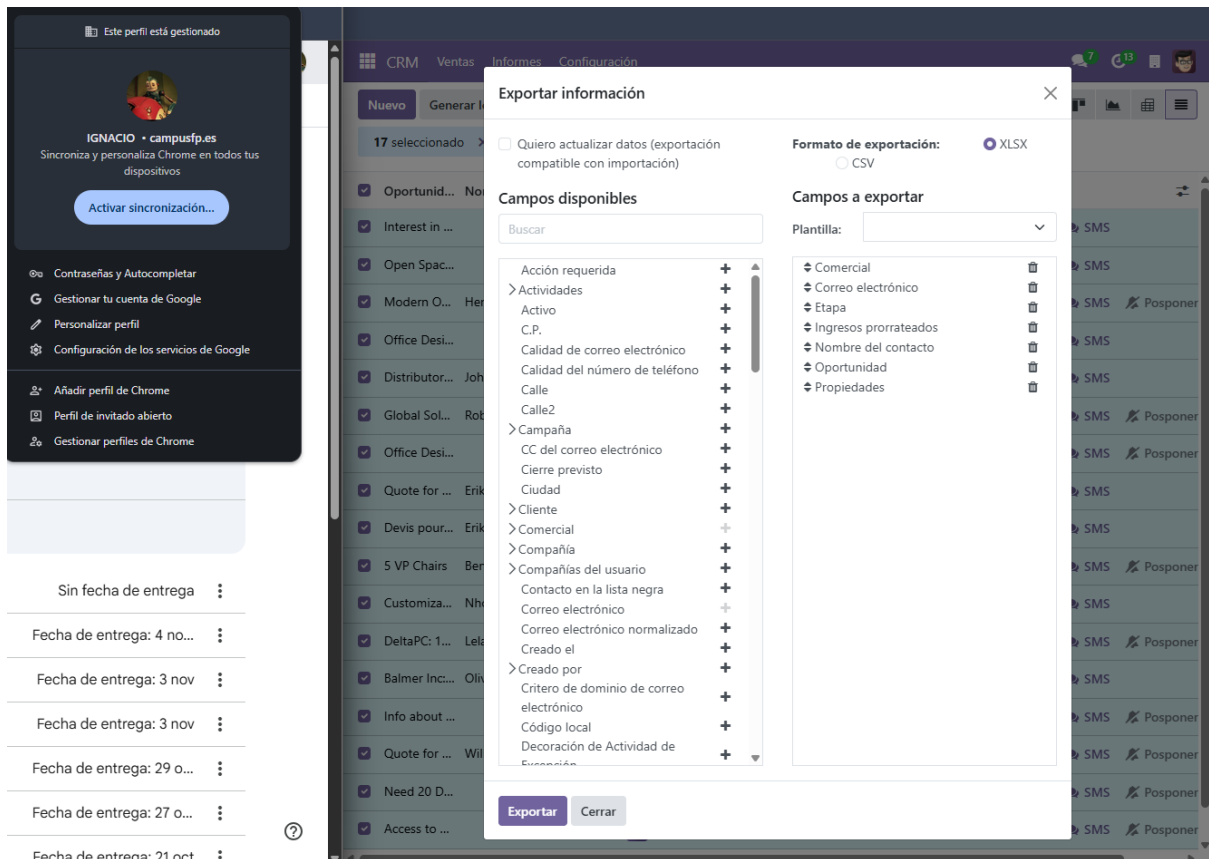 Este perfil está gestionado
IGNACIO • campusfp.es
Sincroniza y personaliza Chrome en todos tus
dispositivos
Activar sincronización...
Contraseñas y Autocompletar
Gestionar tu cuenta de Google
Personalizar perfil
Configuración de los servicios de Google
Añadir perfil de Chrome
Perfil de invitado abierto
Gestionar perfiles de Chrome
Sin fecha de entrega
Fecha de entrega: 4 no...
Fecha de entrega: 3 nov
Fecha de entrega: 3 nov
Fecha de entrega: 29 o...
Fecha de entrega: 27 o...
Fecha de entrega: 21 oct
CRM Ventas Informes Configuración 7 13
Nuevo Generar
17 seleccionado
Oportunid...
Interest in ... SMS
Open Spac... SMS
Modern O... SMS Posponer
Office Desi... SMS
Distributor... SMS
Global Sol... SMS Posponer
Office Desi... SMS Posponer
Quote for ... Erik SMS
Devis pour... Erik SMS
5 VP Chairs SMS Posponer
Customiza... SMS
DeltaPC: 1... SMS Posponer
Balmer Inc:... SMS
Info about ... SMS Posponer
Quote for ... SMS Posponer
Need 20 D... SMS Posponer
Access to ... SMS Posponer
Exportar información
Quiero actualizar datos (exportación
compatible con importación)
Formato de exportación: XLSX
CSV
Campos disponibles
Buscar
Acción requerida
Actividades
Activo
C.P.
Calidad de correo electrónico
Calidad del número de teléfono
Calle
Calle2
Campaña
CC del correo electrónico
Cierre previsto
Ciudad
Cliente
Comercial
Compañía
Compañías del usuario
Contacto en la lista negra
Correo electrónico
Correo electrónico normalizado
Creado el
Creado por
Critero de dominio de correo
electrónico
Código local
Decoración de Actividad de
Excepción
Campos a exportar
Plantilla:
Comercial
Correo electrónico
Etapa
Ingresos prorrateados
Nombre del contacto
Oportunidad
Propiedades
Exportar Cerrar